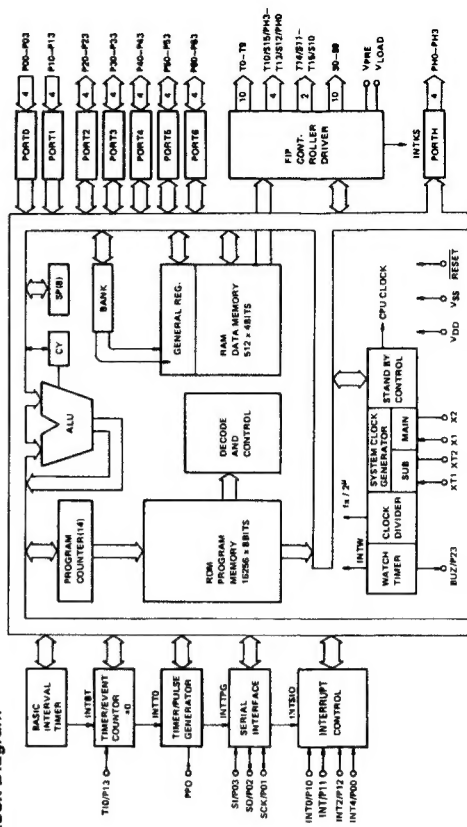 Block Diagram
BASIC INTERVAL TIMER
INTBT
TI0/P13
TIMER/EVENT COUNTOR #0
INTT0
PPO
TIMER/PULSE GENERATOR
INTTPG
SI/P03
SO/P02
SCK/P01
SERIAL INTERFACE
INTSIO
INT0/P10
INT/P11
INT2/P12
INT4/P00
INTERRUPT CONTROL
PROGRAM COUNTER(14)
ALU
CY
SP(8)
BANK
ROM PROGRAM MEMORY 16256 x 8BITS
DECODE AND CONTROL
GENERAL REG.
RAM DATA MEMORY 512 x 4BITS
INTW
WATCH TIMER
CLOCK DIVIDER
SYSTEM CLOCK GENERATOR
SUB
MAIN
STAND BY CONTROL
CPU CLOCK
BUZ/P23
XT1
XT2
X1
X2
VDD
VSS
RESET
PORT0
4
P00-P03
PORT1
4
P10-P13
PORT2
4
P20-P23
PORT3
4
P30-P33
PORT4
4
P40-P43
PORT5
4
P50-P53
PORT6
4
P60-P63
FIP CONT- ROLLER DRIVER
10
T0-T9
4
T10/S15/PH3-
T13/S12/PH0
2
T14/S11-
T15/S10
10
S0-S9
VPRE
VLOAD
INTKS
PORTH
4
PH0-PH3